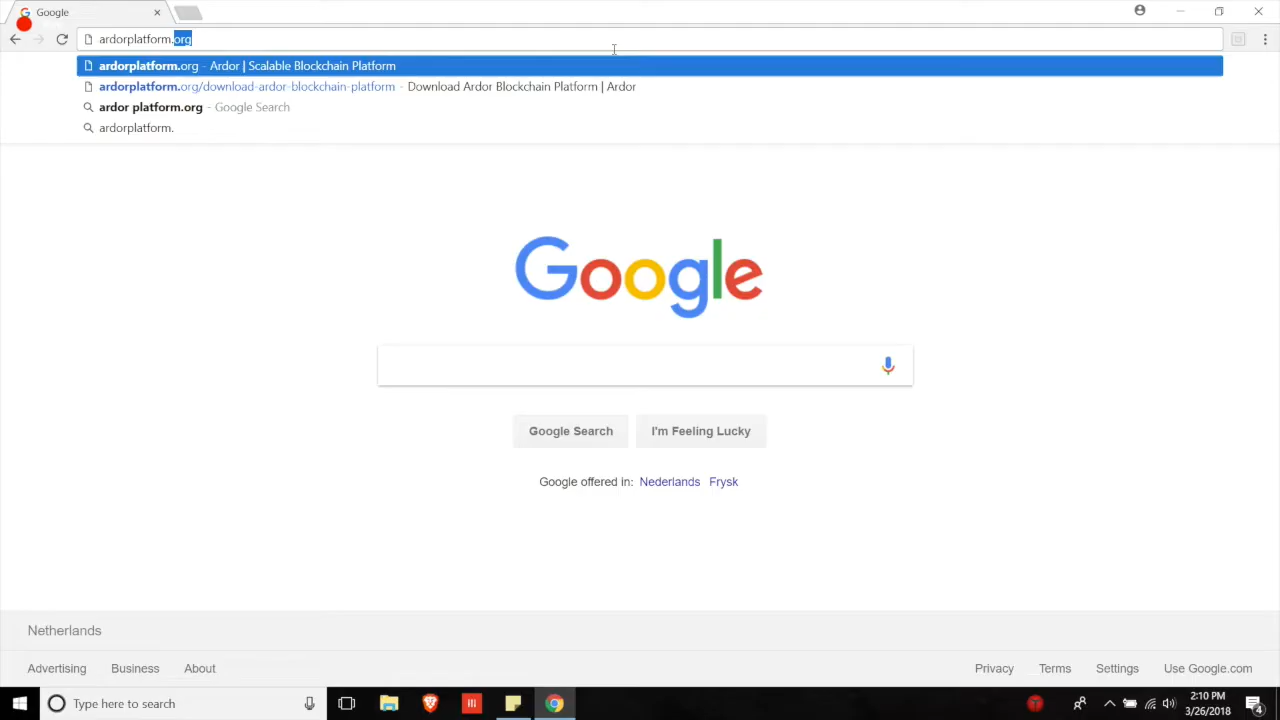 Google
ardorplatform.org
ardorplatform.org - Ardor | Scalable Blockchain Platform
ardorplatform.org/download-ardor-blockchain-platform - Download Ardor Blockchain Platform | Ardor
ardor platform.org - Google Search
ardorplatform.
Google
Google Search
I'm Feeling Lucky
Google offered in: Nederlands Frysk
Netherlands
Advertising Business About
Privacy Terms Settings Use Google.com
Type here to search
2:10 PM
3/26/2018
4